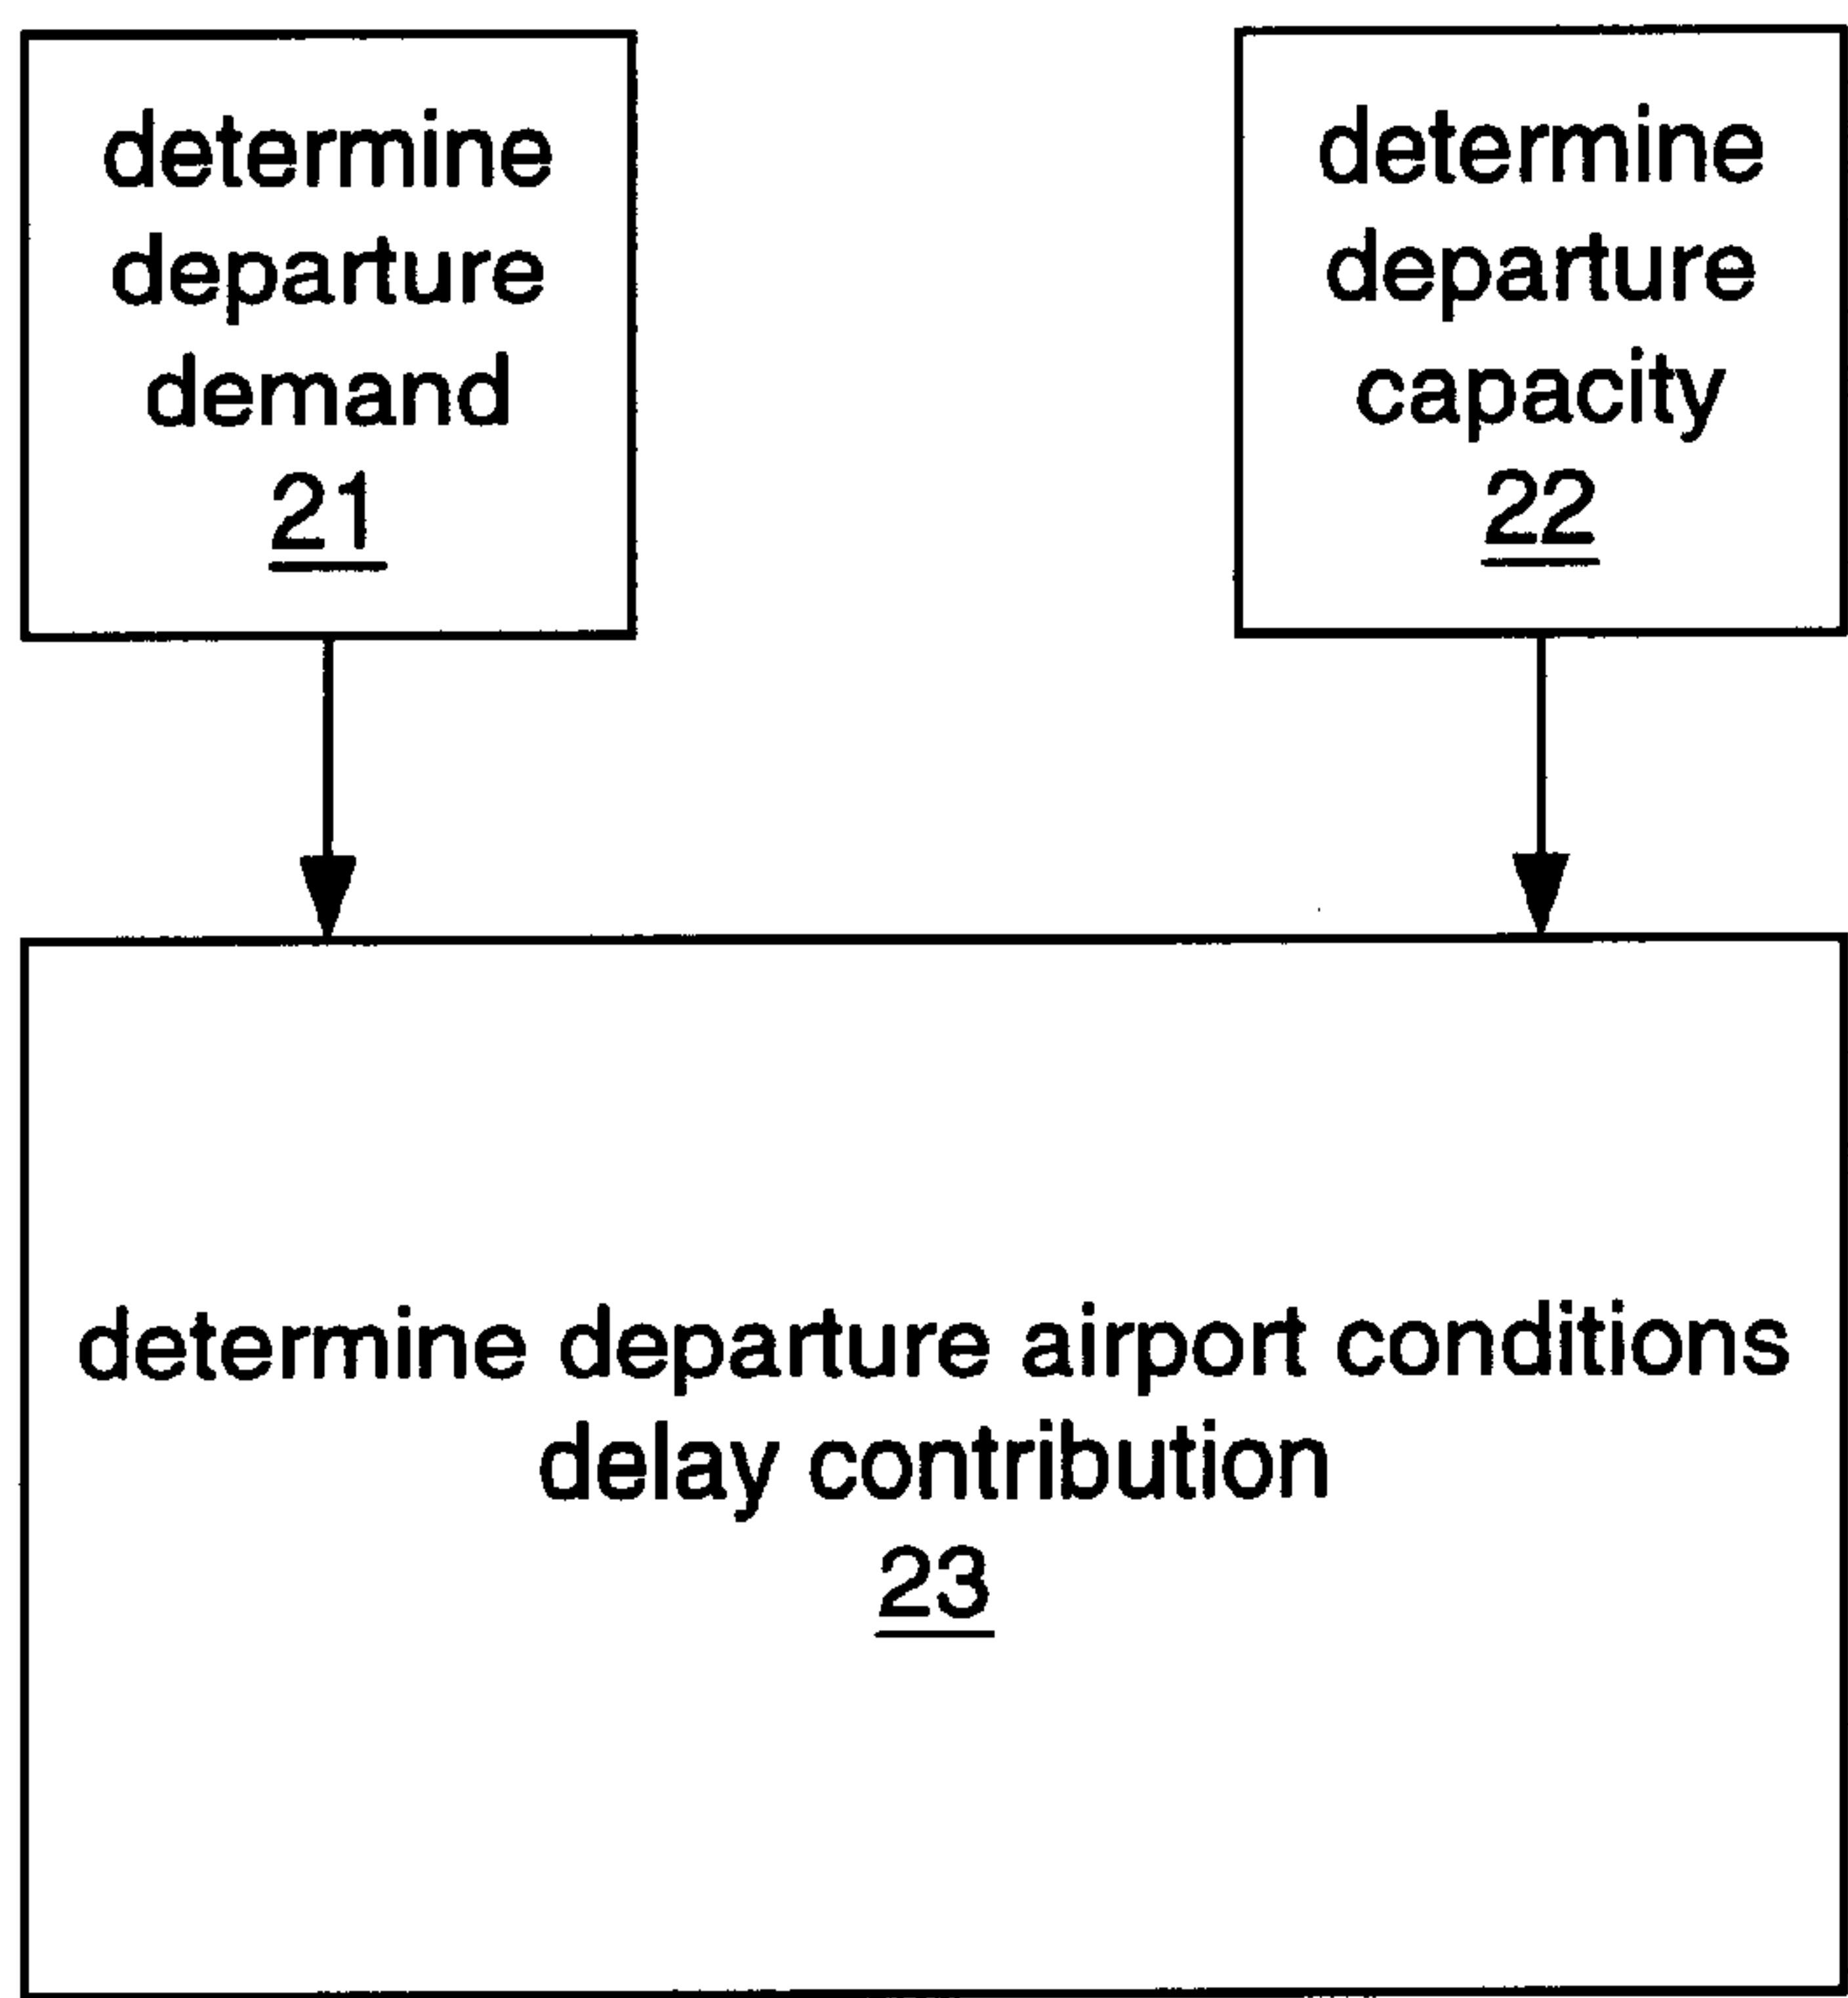 determine
departure
demand
21
determine
departure
capacity
22
determine departure airport conditions
delay contribution
23